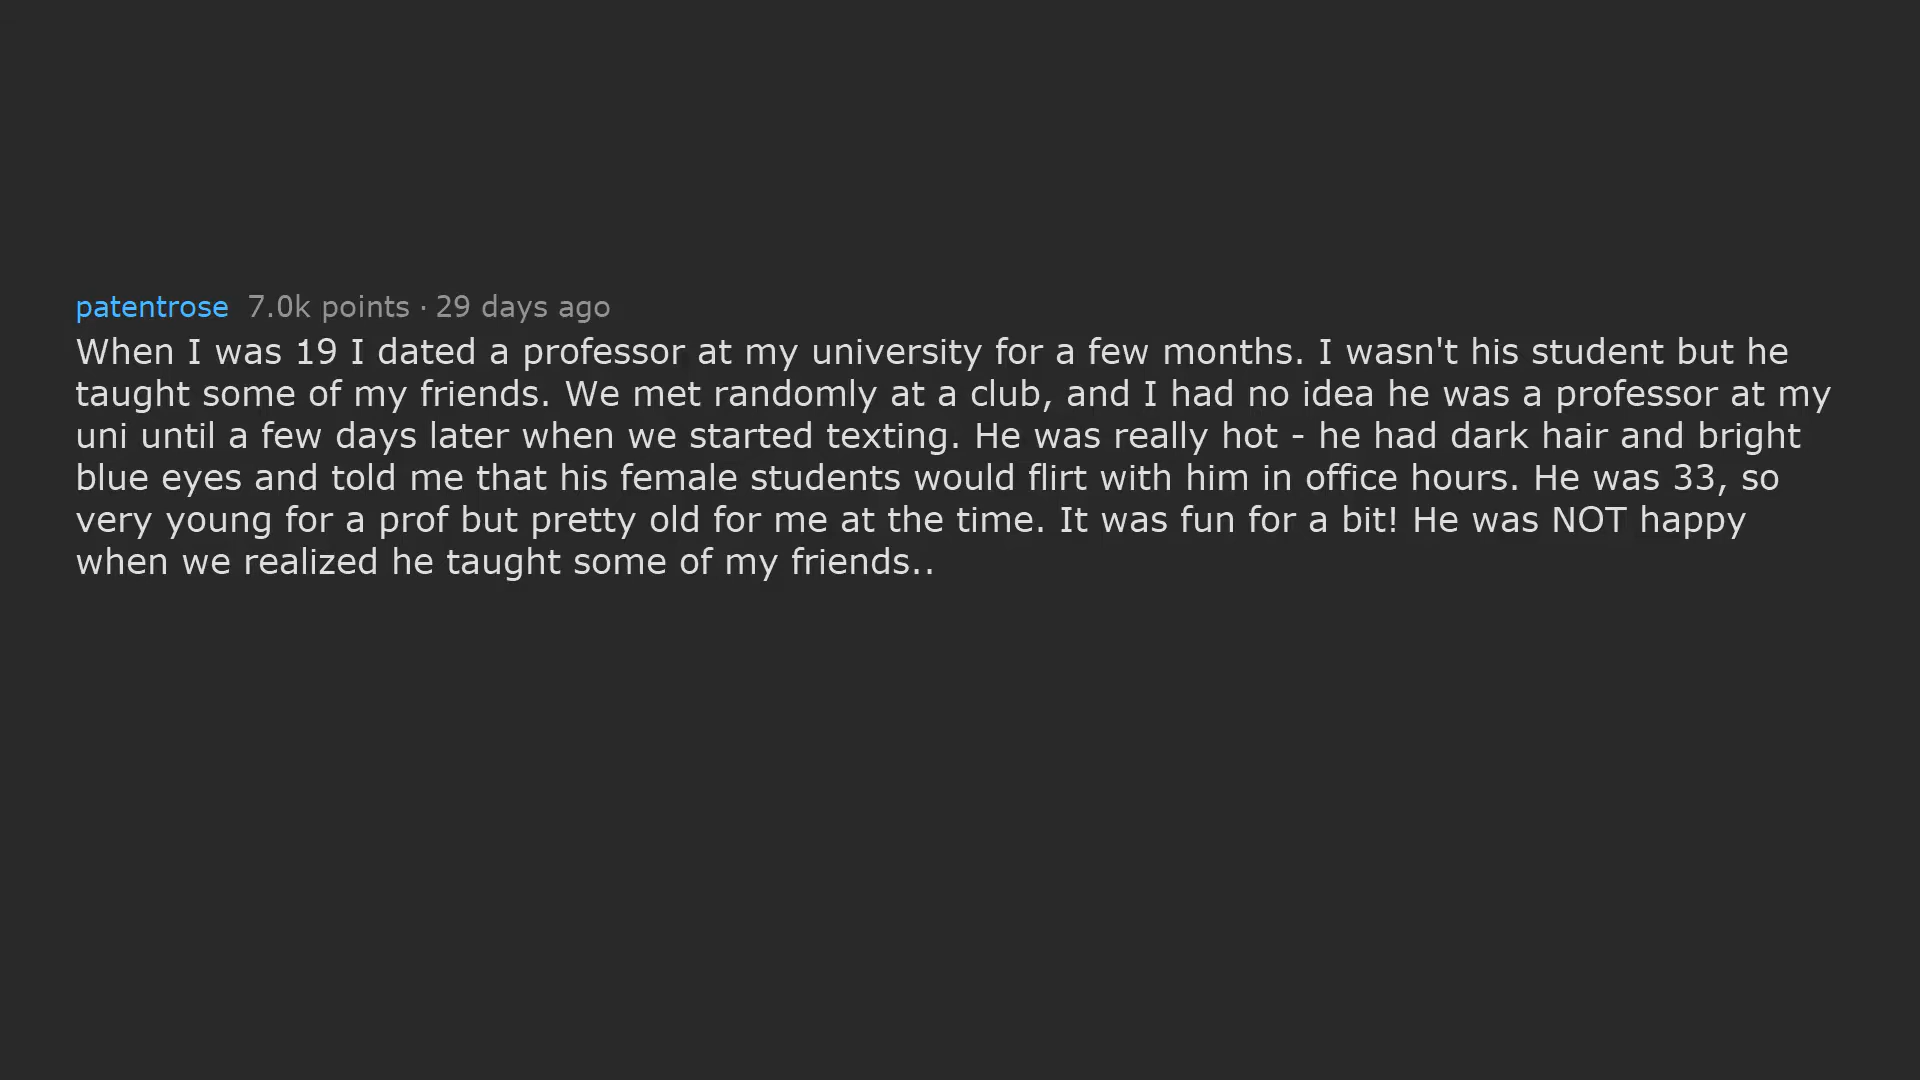 patentrose 7.0k points · 29 days ago
When I was 19 I dated a professor at my university for a few months. I wasn't his student but he
taught some of my friends. We met randomly at a club, and I had no idea he was a professor at my
uni until a few days later when we started texting. He was really hot - he had dark hair and bright
blue eyes and told me that his female students would flirt with him in office hours. He was 33, so
very young for a prof but pretty old for me at the time. It was fun for a bit! He was NOT happy
when we realized he taught some of my friends..